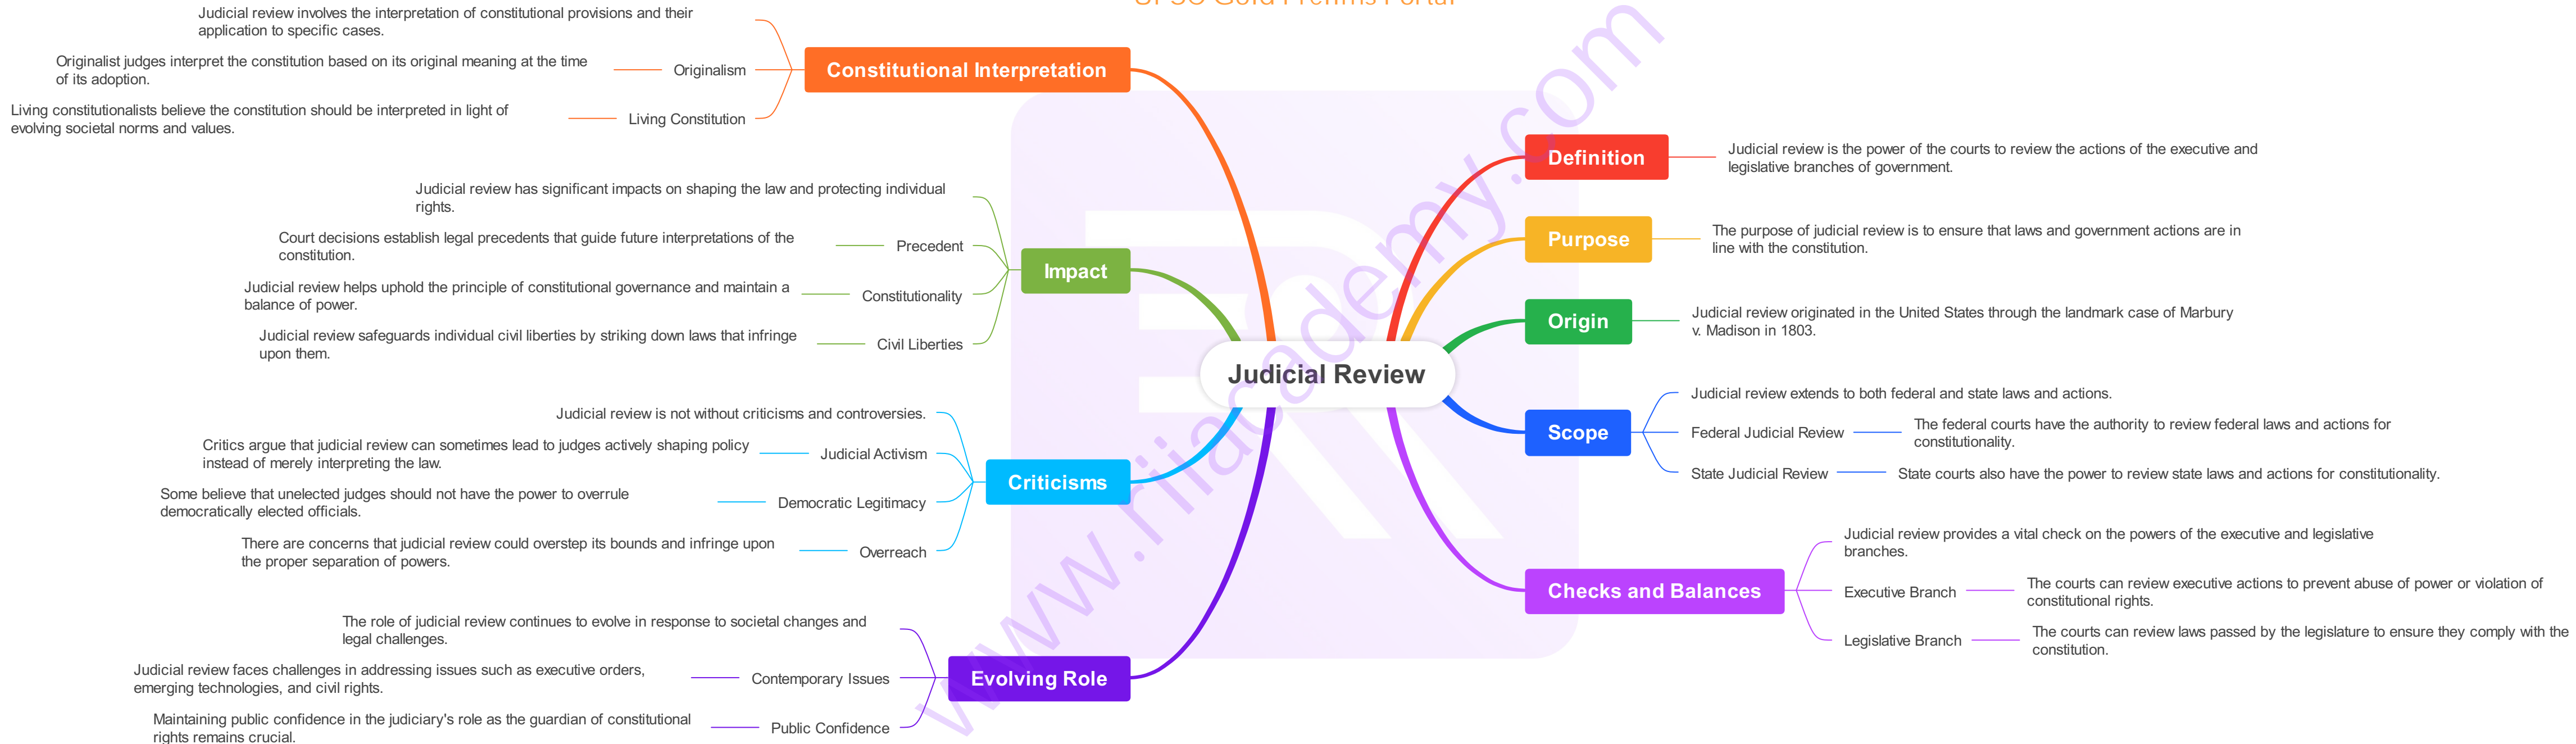 Judicial Review
Definition
Judicial review is the power of the courts to review the actions of the executive and
legislative branches of government.
Purpose
The purpose of judicial review is to ensure that laws and government actions are in
line with the constitution.
Origin
Judicial review originated in the United States through the landmark case of Marbury
v. Madison in 1803.
Scope
Judicial review extends to both federal and state laws and actions.
Federal Judicial Review
The federal courts have the authority to review federal laws and actions for
constitutionality.
State Judicial Review
State courts also have the power to review state laws and actions for constitutionality.
Checks and Balances
Judicial review provides a vital check on the powers of the executive and legislative
branches.
Executive Branch
The courts can review executive actions to prevent abuse of power or violation of
constitutional rights.
Legislative Branch
The courts can review laws passed by the legislature to ensure they comply with the
constitution.
Constitutional Interpretation
Judicial review involves the interpretation of constitutional provisions and their
application to specific cases.
Originalism
Originalist judges interpret the constitution based on its original meaning at the time
of its adoption.
Living Constitution
Living constitutionalists believe the constitution should be interpreted in light of
evolving societal norms and values.
Impact
Judicial review has significant impacts on shaping the law and protecting individual
rights.
Precedent
Court decisions establish legal precedents that guide future interpretations of the
constitution.
Constitutionality
Judicial review helps uphold the principle of constitutional governance and maintain a
balance of power.
Civil Liberties
Judicial review safeguards individual civil liberties by striking down laws that infringe
upon them.
Criticisms
Judicial review is not without criticisms and controversies.
Judicial Activism
Critics argue that judicial review can sometimes lead to judges actively shaping policy
instead of merely interpreting the law.
Democratic Legitimacy
Some believe that unelected judges should not have the power to overrule
democratically elected officials.
Overreach
There are concerns that judicial review could overstep its bounds and infringe upon
the proper separation of powers.
Evolving Role
The role of judicial review continues to evolve in response to societal changes and
legal challenges.
Contemporary Issues
Judicial review faces challenges in addressing issues such as executive orders,
emerging technologies, and civil rights.
Public Confidence
Maintaining public confidence in the judiciary's role as the guardian of constitutional
rights remains crucial.